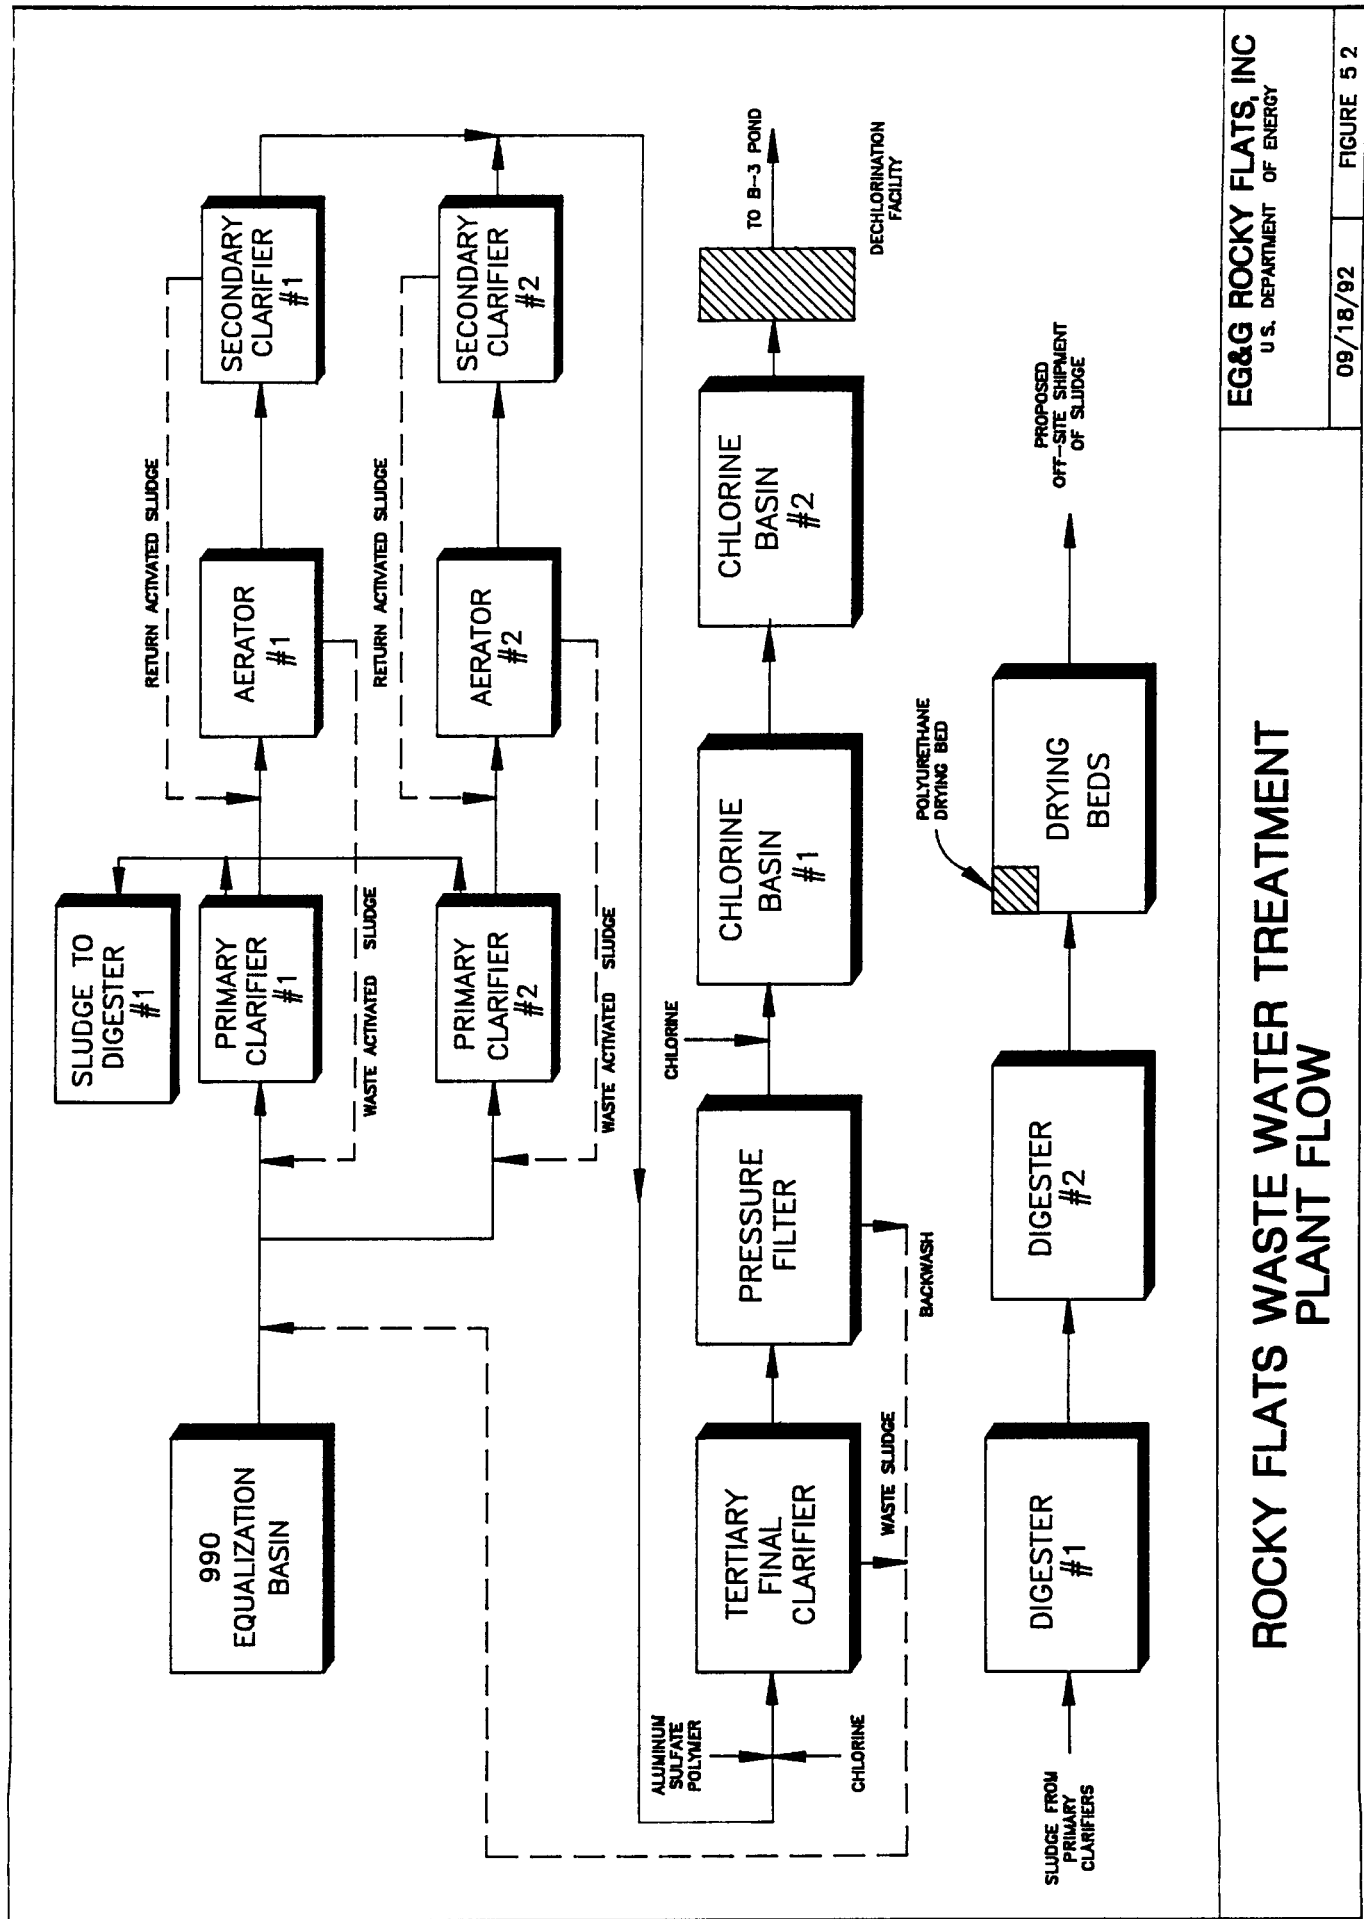 SLUDGE TO
DIGESTER
#1
990
EQUALIZATION
BASIN
PRIMARY
CLARIFIER
#1
AERATOR
#1
SECONDARY
CLARIFIER
#1
RETURN ACTIVATED SLUDGE
WASTE ACTIVATED SLUDGE
PRIMARY
CLARIFIER
#2
AERATOR
#2
SECONDARY
CLARIFIER
#2
RETURN ACTIVATED SLUDGE
WASTE ACTIVATED SLUDGE
ALUMINUM
SULFATE
POLYMER
CHLORINE
TERTIARY
FINAL
CLARIFIER
WASTE SLUDGE
PRESSURE
FILTER
BACKWASH
CHLORINE
CHLORINE
BASIN
#1
CHLORINE
BASIN
#2
TO B-3 POND
DECHLORINATION
FACILITY
SLUDGE FROM
PRIMARY
CLARIFIERS
DIGESTER
#1
DIGESTER
#2
POLYURETHANE
DRYING BED
DRYING
BEDS
PROPOSED
OFF-SITE SHIPMENT
OF SLUDGE
ROCKY FLATS WASTE WATER TREATMENT
PLANT FLOW
EG&G ROCKY FLATS, INC
U S. DEPARTMENT OF ENERGY
09/18/92
FIGURE 5 2